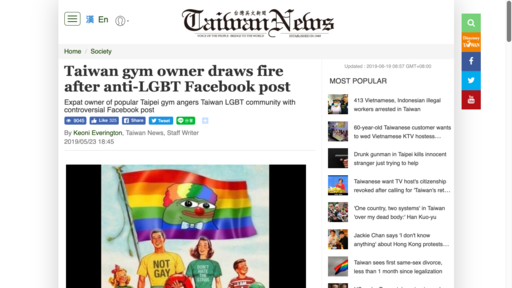 漢 En
台灣英文新聞
Taiwan News
VOICE OF THE PEOPLE, BRIDGE TO THE WORLD
ESTABLISHED IN 1949
Home Society
Taiwan gym owner draws fire
after anti-LGBT Facebook post
Expat owner of popular Taipei gym angers Taiwan LGBT community with
controversial Facebook post
Like Share Tweet
By Keoni Everington, Taiwan News, Staff Writer
2019/05/23 18:45
NOT
GAY
Updated : 2019-06-18 09:57 GMT+08:00
MOST POPULAR
413 Vietnamese, Indonesian illegal
workers arrested in Taiwan
60-year-old Taiwanese customer wants
to wed Vietnamese KTV hostess...
Drunk gunman in Taipei kills innocent
stranger just trying to help
Taiwanese want TV host's citizenship
revoked after calling for 'Taiwan's ret...
'One country, two systems' in Taiwan
'over my dead body:' Han Kuo-yu
Jackie Chan says 'I don't know
anything' about Hong Kong protests....
Taiwan sees first same-sex divorce,
less than 1 month since legalization